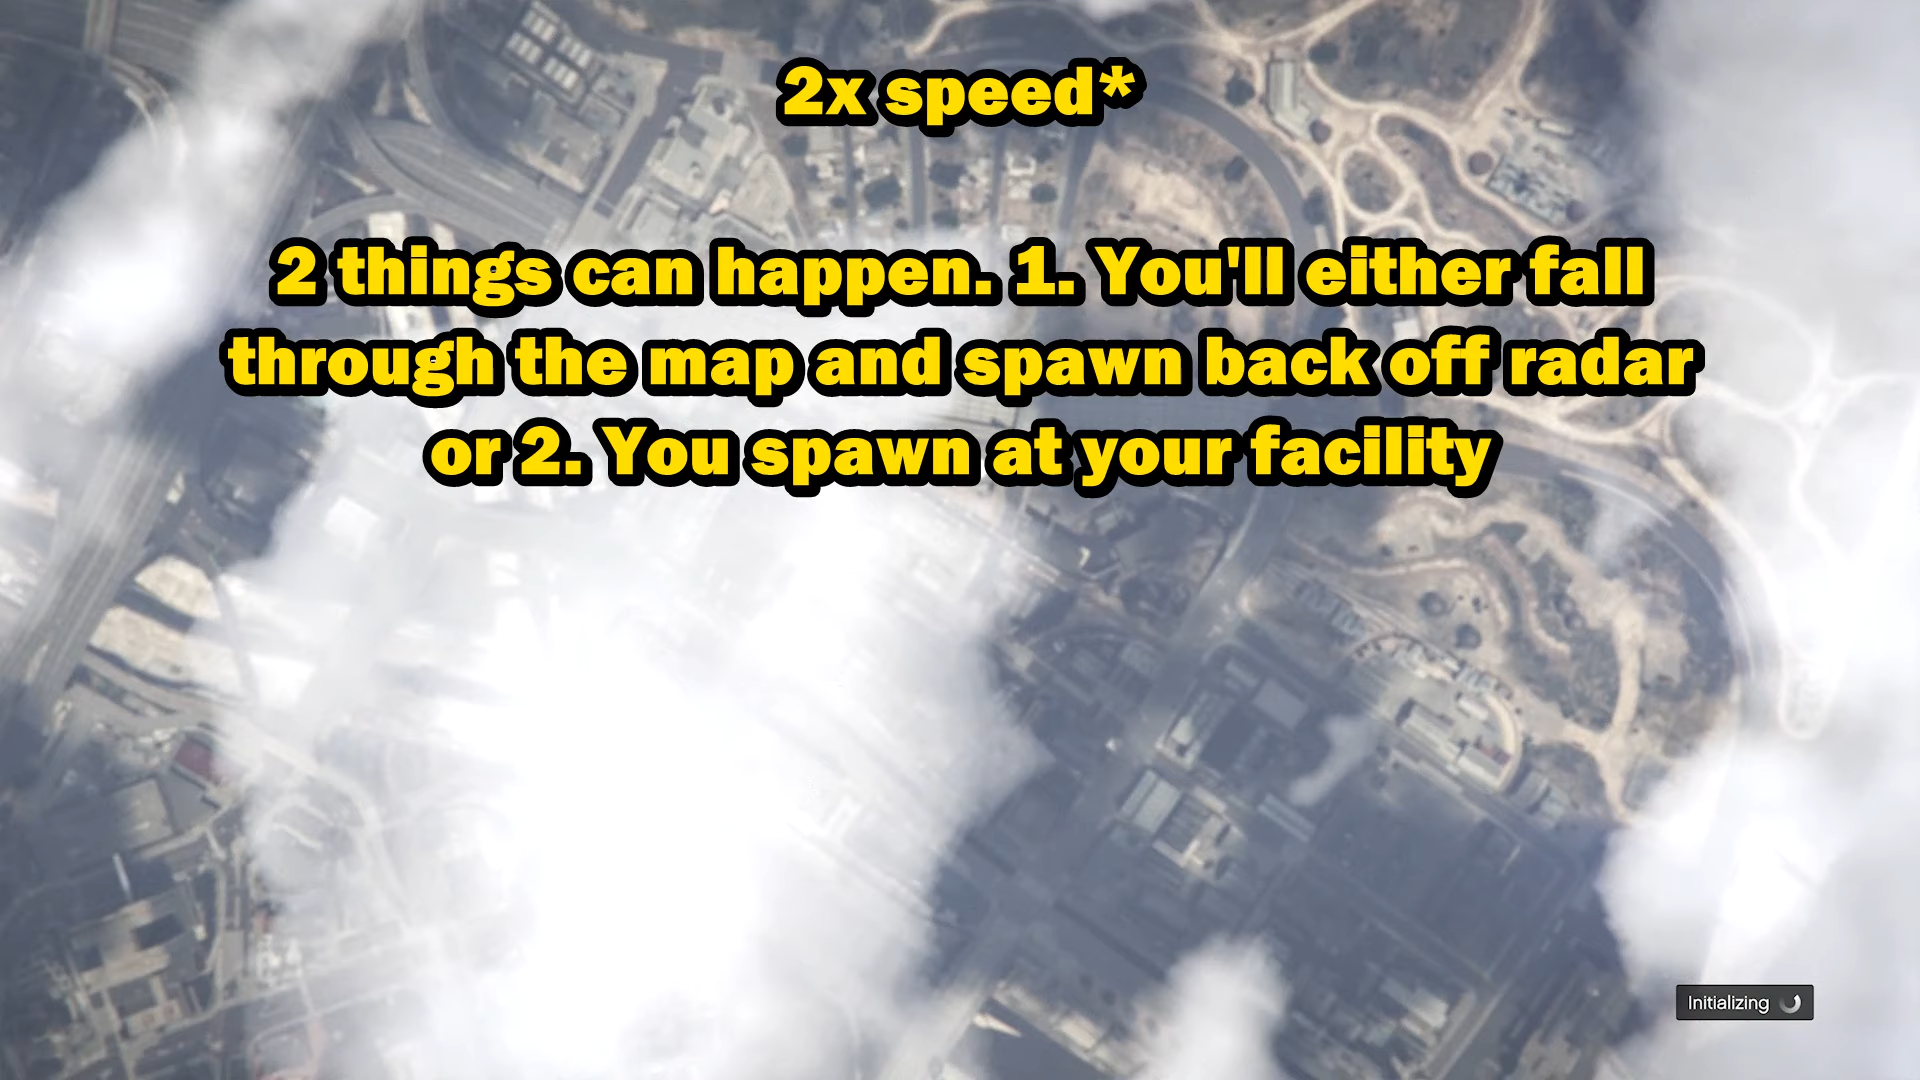 2x speed*
2 things can happen. 1. You'll either fall
through the map and spawn back off radar
or 2. You spawn at your facility
Initializing